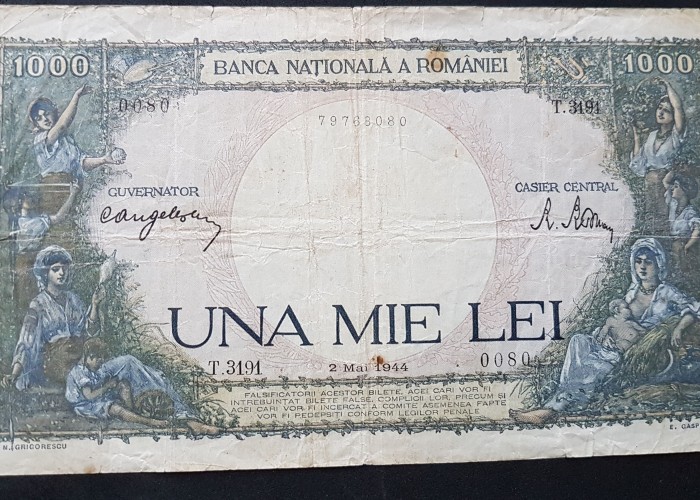 1000 BANCA NAȚIONALĂ A ROMÂNIEI 1000
0080 T.3191
79768080
GUVERNATOR CASIER CENTRAL
UNA MIE LEI
T.3191 2 Mai 1944 0080
FALSIFICATORII ACESTOR BILETE, ACEI CARI VOR FI
INTREBUINȚAT BILETE FALSE, COMPLICII LOR, PRECUM ȘI
ACEI CARI VOR FI INCERCAT A COMITE ASEMENEA FAPTE
VOR FI PEDEPSIȚI CONFORM LEGILOR PENALE
N. GRIGORESCU E. GASP